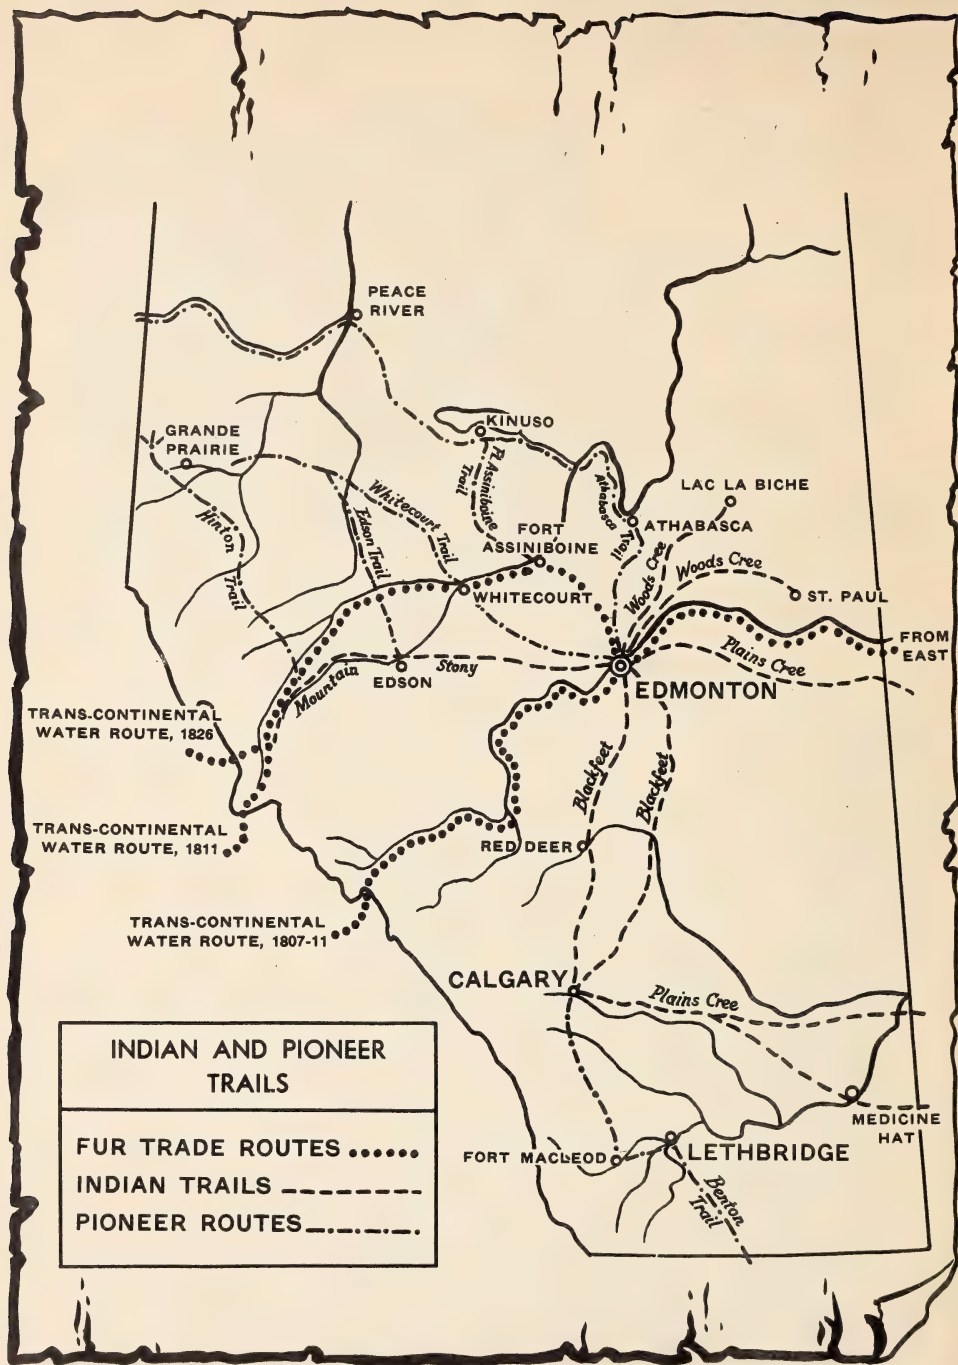 PEACE
RIVER
GRANDE
PRAIRIE
KINUSO
Ft. Assiniboine
Trail
Athabasca
Trail
LAC LA BICHE
ATHABASCA
Whitecourt Trail
Edson Trail
Hinton
Trail
FORT
ASSINIBOINE
WHITECOURT
Woods Cree
Woods Cree
ST. PAUL
FROM
EAST
Plains Cree
Mountain
Stony
EDSON
EDMONTON
TRANS-CONTINENTAL
WATER ROUTE, 1826
Blackfeet
Blackfeet
TRANS-CONTINENTAL
WATER ROUTE, 1811
RED DEER
TRANS-CONTINENTAL
WATER ROUTE, 1807-11
CALGARY
Plains Cree
MEDICINE
HAT
FORT MACLEOD
LETHBRIDGE
Benton
Trail
INDIAN AND PIONEER
TRAILS
FUR TRADE ROUTES
INDIAN TRAILS
PIONEER ROUTES